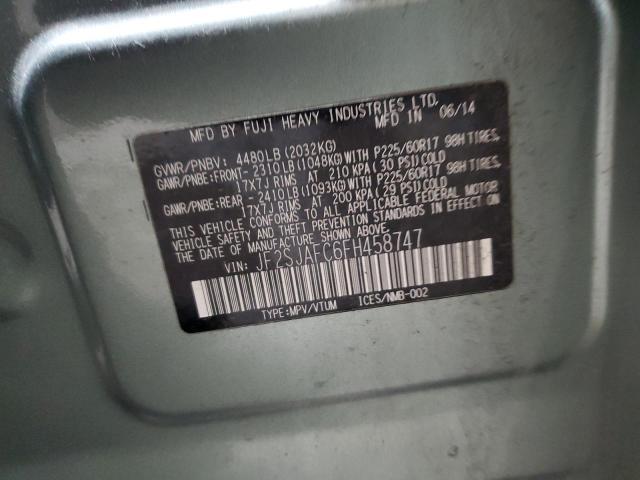 MFD BY FUJI HEAVY INDUSTRIES LTD.
MFD IN 06/14
GVWR/PNBV: 4480LB(2032KG)
GAWR/PNBE:FRONT- 2310LB(1048KG)WITH P225/60R17 98H TIRES,
17X7J RIMS AT 210 KPA(30 PSI)COLD
GAWR/PNBE:REAR - 2410LB(1093KG)WITH P225/60R17 98H TIRES,
17X7J RIMS AT 200 KPA(29 PSI)COLD
THIS VEHICLE CONFORMS TO ALL APPLICABLE FEDERAL MOTOR
VEHICLE SAFETY AND THEFT PREVENTION STANDARDS IN EFFECT ON
THE DATE OF MANUFACTURE SHOWN ABOVE.
VIN: JF2SJAFC6FH458747
TYPE:MPV/VTUM ICES/NMB-002